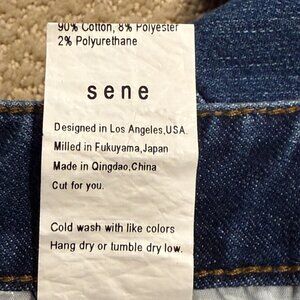 90% Cotton, 8% Polyester
2% Polyurethane
sene
Designed in Los Angeles,USA.
Milled in Fukuyama,Japan
Made in Qingdao,China
Cut for you.
Cold wash with like colors
Hang dry or tumble dry low.